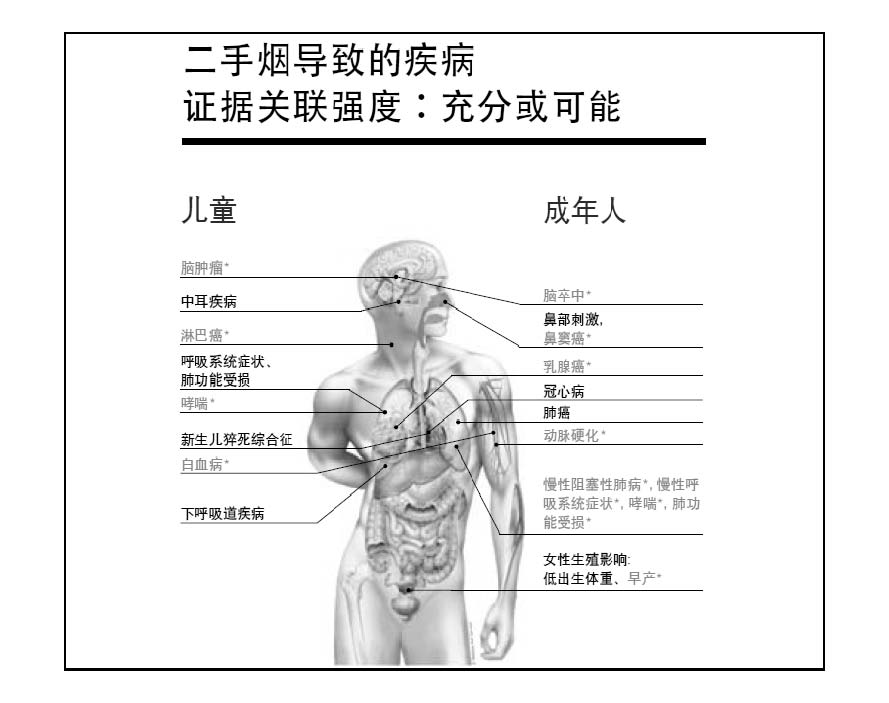 二手烟导致的疾病
证据关联强度：充分或可能
儿童
脑肿瘤*
中耳疾病
淋巴癌*
呼吸系统症状、
肺功能受损
哮喘*
新生儿猝死综合征
白血病*
下呼吸道疾病
成年人
脑卒中*
鼻部刺激,
鼻窦癌*
乳腺癌*
冠心病
肺癌
动脉硬化*
慢性阻塞性肺病*, 慢性呼
吸系统症状*, 哮喘*, 肺功
能受损*
女性生殖影响:
低出生体重、早产*